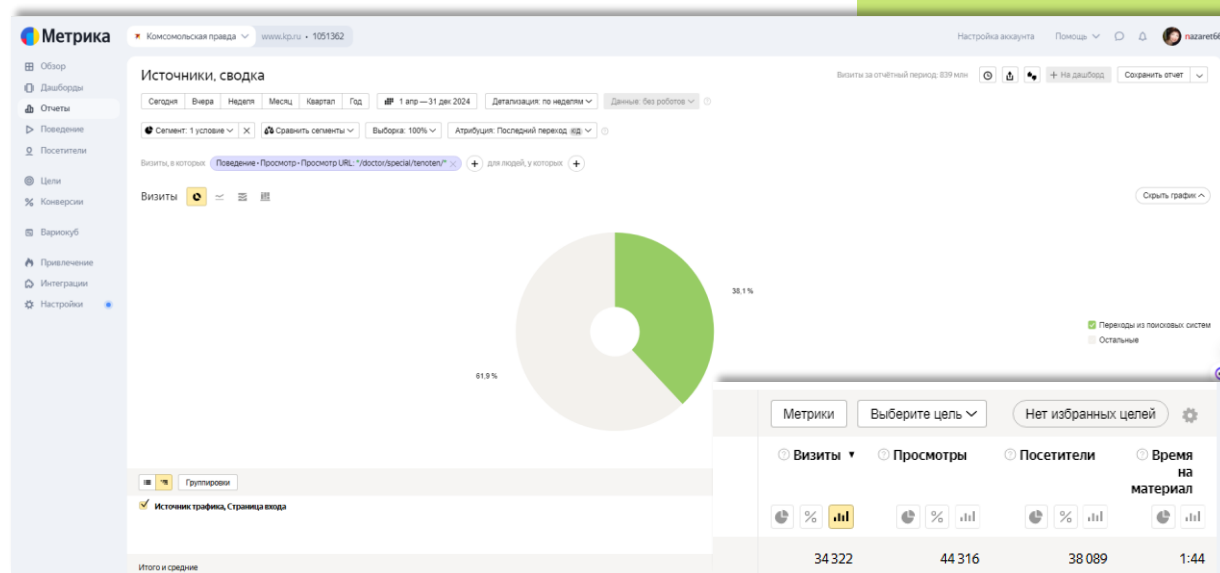 Метрика
Комсомольская правда
www.kp.ru • 1051362
Настройка аккаунта
Помощь
nazaret66
Обзор
Дашборды
Отчеты
Поведение
Посетители
Цели
Конверсии
Вариокуб
Привлечение
Интеграции
Настройки
Источники, сводка
Визиты за отчётный период: 839 млн
+ На дашборд
Сохранить отчет
Сегодня Вчера Неделя Месяц Квартал Год
1 апр — 31 дек 2024
Детализация: по неделям
Данные: без роботов
Сегмент: 1 условие
Сравнить сегменты
Выборка: 100%
Атрибуция: Последний переход
Визиты, в которых
Поведение • Просмотр • Просмотр URL: "/doctor/special/tenoten/"
для людей, у которых
Визиты
Скрыть график
38,1 %
Переходы из поисковых систем
Остальные
61,9 %
Группировки
Источник трафика, Страница входа
Итого и средние
Метрики
Выберите цель
Нет избранных целей
Визиты ▼
Просмотры
Посетители
Время
на
материал
34 322
44 316
38 089
1:44